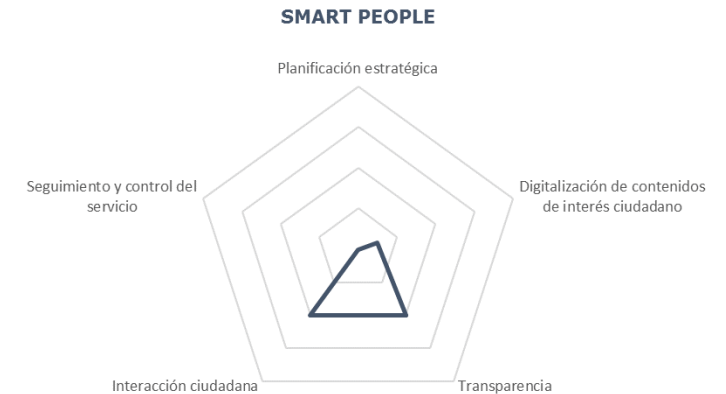 SMART PEOPLE
Planificación estratégica
Seguimiento y control del
servicio
Digitalización de contenidos
de interés ciudadano
Interacción ciudadana
Transparencia